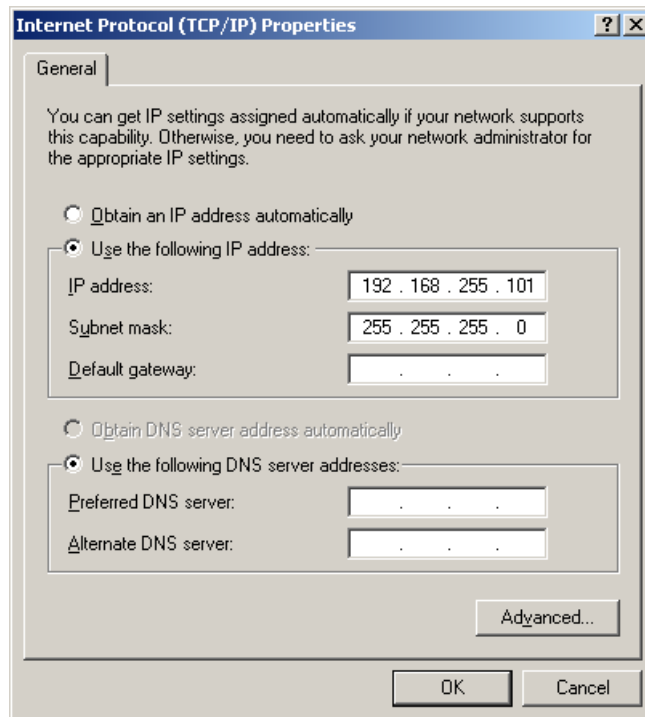 Internet Protocol (TCP/IP) Properties
General
You can get IP settings assigned automatically if your network supports
this capability. Otherwise, you need to ask your network administrator for
the appropriate IP settings.
Obtain an IP address automatically
Use the following IP address:
IP address: 192 . 168 . 255 . 101
Subnet mask: 255 . 255 . 255 . 0
Default gateway: . . .
Obtain DNS server address automatically
Use the following DNS server addresses:
Preferred DNS server: . . .
Alternate DNS server: . . .
Advanced...
OK Cancel